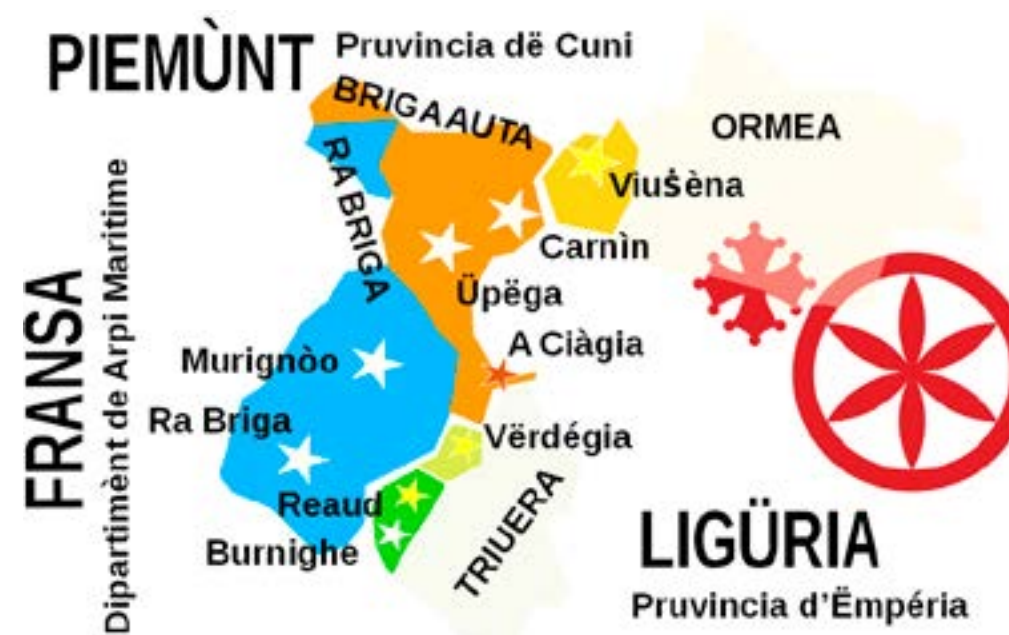 PIEMÙNT
Pruvincia dë Cuni
BRIGAAUTA
ORMEA
RA BRIGA
Viuṡèna
Carnìn
Üpëga
FRANSA
Dipartimènt de Arpi Maritime
A Ciàgia
Murignòo
Ra Briga
Vërdégia
Reaud
TRIUERA
Burnighe
LIGÜRIA
Pruvincia d’Ëmpéria